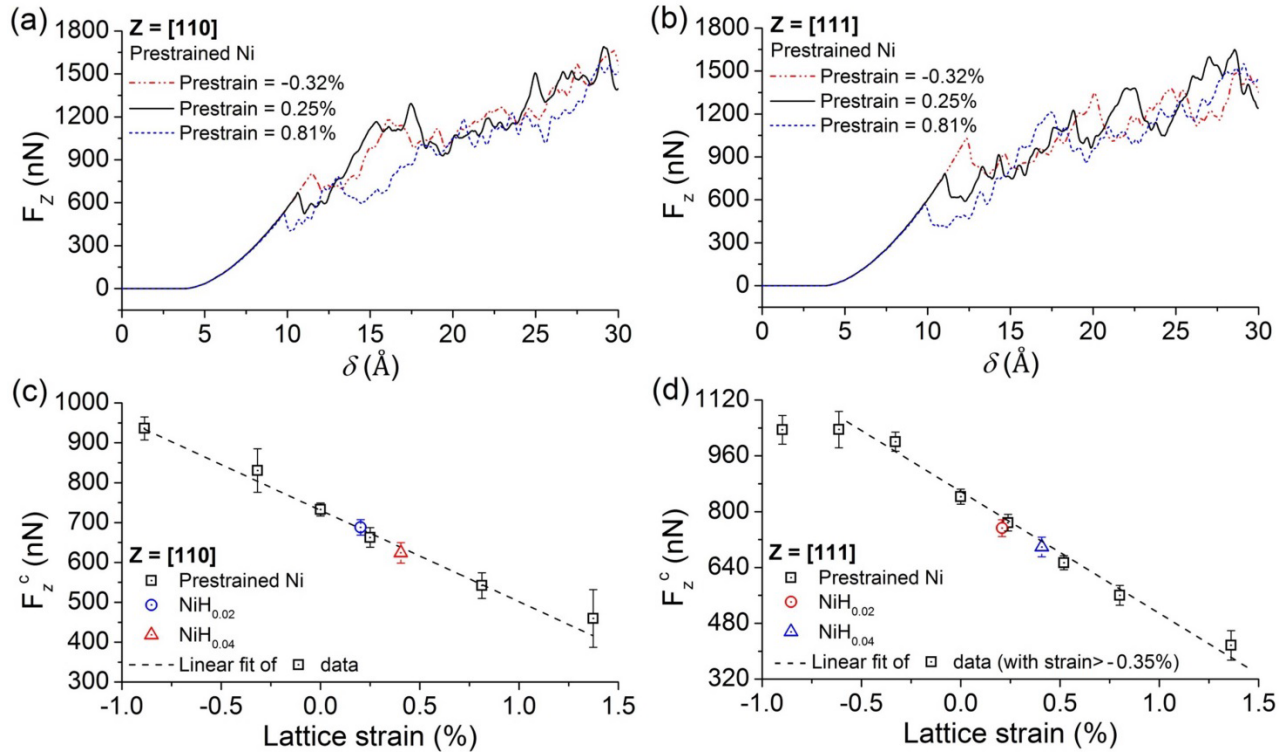 (a)
Z = [110]
Prestrained Ni
Prestrain = -0.32%
Prestrain = 0.25%
Prestrain = 0.81%
1800
1500
1200
900
600
300
0
F_Z (nN)
0 5 10 15 20 25 30
δ (Å)
(b)
Z = [111]
Prestrained Ni
Prestrain = -0.32%
Prestrain = 0.25%
Prestrain = 0.81%
1800
1500
1200
900
600
300
0
F_Z (nN)
0 5 10 15 20 25 30
δ (Å)
(c)
1000
900
800
700
600
500
400
300
F_z^c (nN)
Z = [110]
Prestrained Ni
NiH0.02
NiH0.04
Linear fit of data
-1.0 -0.5 0.0 0.5 1.0 1.5
Lattice strain (%)
(d)
1120
960
800
640
480
320
F_z^c (nN)
Z = [111]
Prestrained Ni
NiH0.02
NiH0.04
Linear fit of data (with strain> -0.35%)
-1.0 -0.5 0.0 0.5 1.0 1.5
Lattice strain (%)